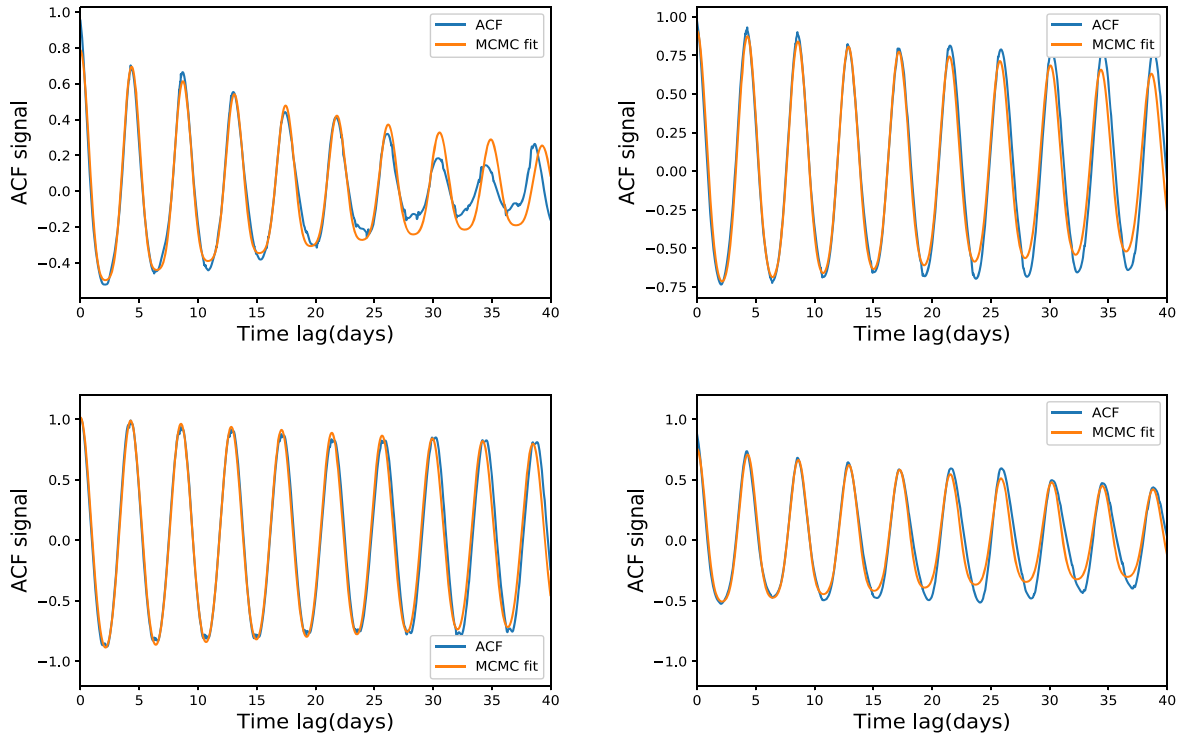 1.0
0.8
0.6
0.4
0.2
0.0
−0.2
−0.4
ACF signal
ACF
MCMC fit
0 5 10 15 20 25 30 35 40
Time lag(days)
1.00
0.75
0.50
0.25
0.00
−0.25
−0.50
−0.75
ACF signal
ACF
MCMC fit
0 5 10 15 20 25 30 35 40
Time lag(days)
1.0
0.5
0.0
−0.5
−1.0
ACF signal
ACF
MCMC fit
0 5 10 15 20 25 30 35 40
Time lag(days)
1.0
0.5
0.0
−0.5
−1.0
ACF signal
ACF
MCMC fit
0 5 10 15 20 25 30 35 40
Time lag(days)